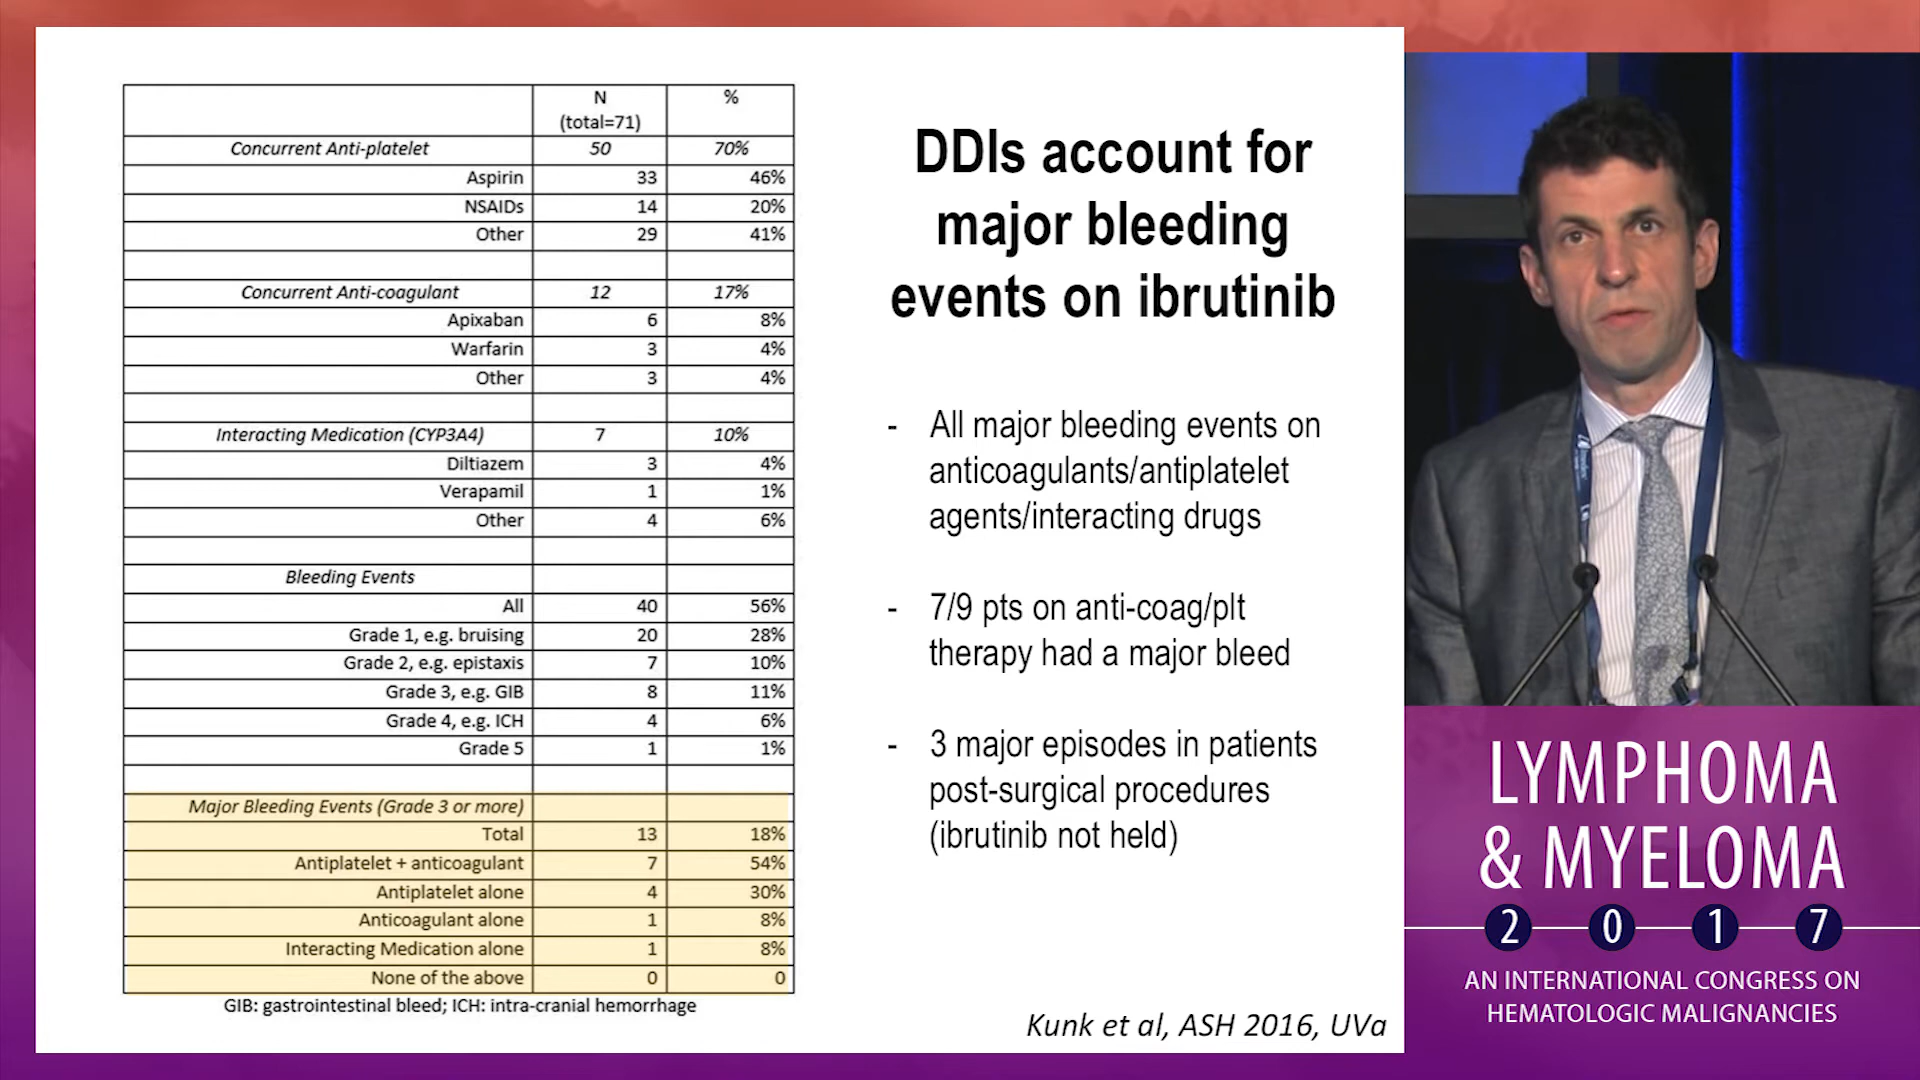 N %
(total=71)
Concurrent Anti-platelet 50 70%
Aspirin 33 46%
NSAIDs 14 20%
Other 29 41%
Concurrent Anti-coagulant 12 17%
Apixaban 6 8%
Warfarin 3 4%
Other 3 4%
Interacting Medication (CYP3A4) 7 10%
Diltiazem 3 4%
Verapamil 1 1%
Other 4 6%
Bleeding Events
All 40 56%
Grade 1, e.g. bruising 20 28%
Grade 2, e.g. epistaxis 7 10%
Grade 3, e.g. GIB 8 11%
Grade 4, e.g. ICH 4 6%
Grade 5 1 1%
Major Bleeding Events (Grade 3 or more)
Total 13 18%
Antiplatelet + anticoagulant 7 54%
Antiplatelet alone 4 30%
Anticoagulant alone 1 8%
Interacting Medication alone 1 8%
None of the above 0 0
GIB: gastrointestinal bleed; ICH: intra-cranial hemorrhage
DDIs account for
major bleeding
events on ibrutinib
- All major bleeding events on
anticoagulants/antiplatelet
agents/interacting drugs
- 7/9 pts on anti-coag/plt
therapy had a major bleed
- 3 major episodes in patients
post-surgical procedures
(ibrutinib not held)
Kunk et al, ASH 2016, UVa
LYMPHOMA
& MYELOMA
2 0 1 7
AN INTERNATIONAL CONGRESS ON
HEMATOLOGIC MALIGNANCIES